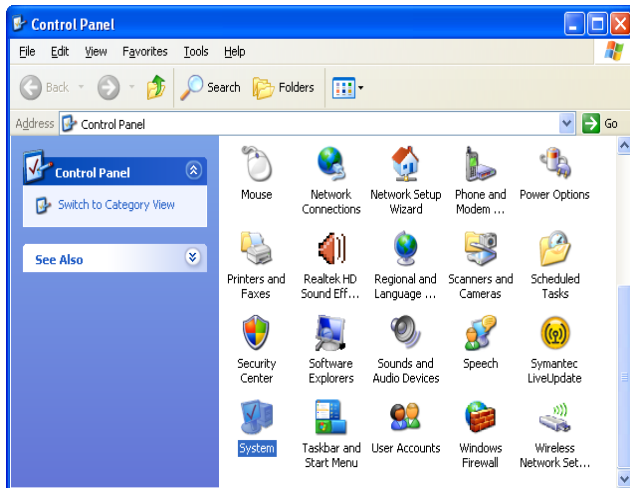 Control Panel
File Edit View Favorites Tools Help
Back Search Folders
Address Control Panel Go
Control Panel
Switch to Category View
See Also
Mouse Network Connections Network Setup Wizard Phone and Modem ... Power Options
Printers and Faxes Realtek HD Sound Eff... Regional and Language ... Scanners and Cameras Scheduled Tasks
Security Center Software Explorers Sounds and Audio Devices Speech Symantec LiveUpdate
System Taskbar and Start Menu User Accounts Windows Firewall Wireless Network Set...